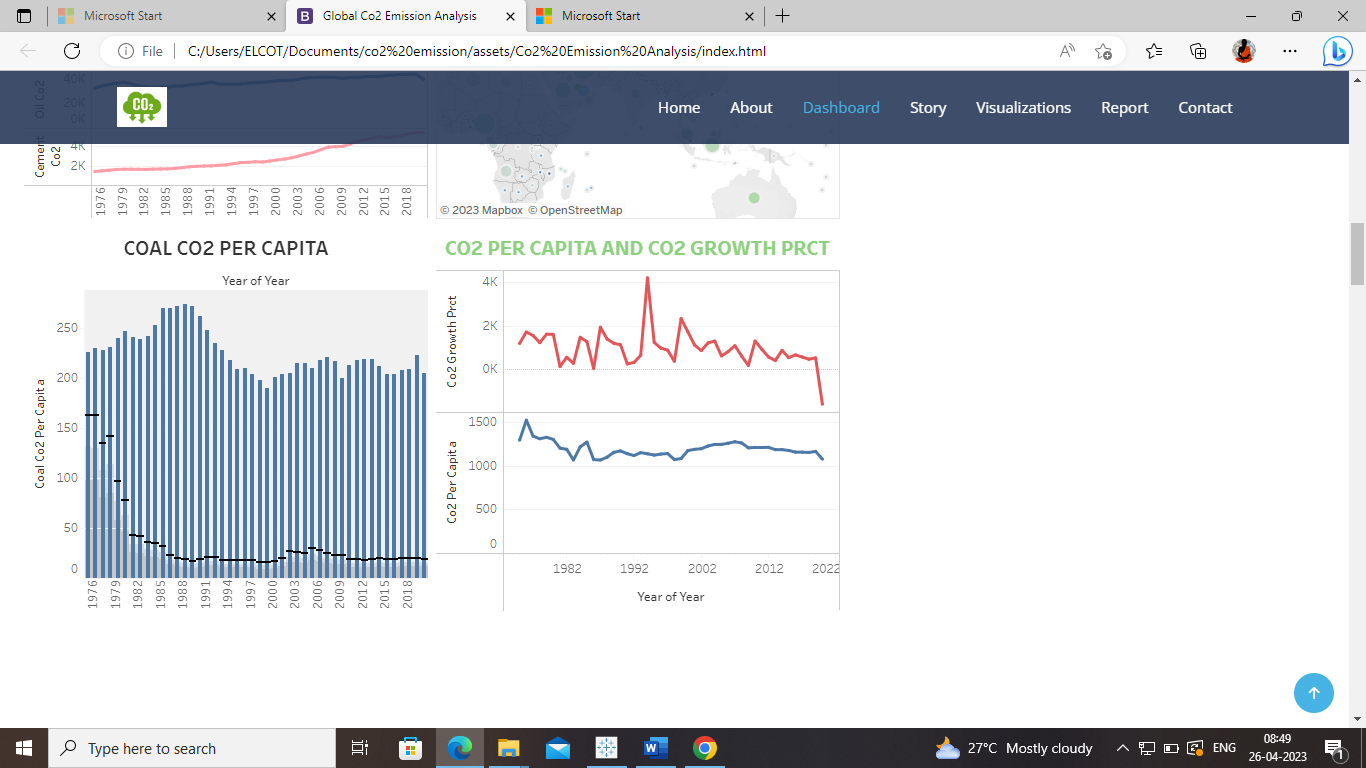 Microsoft Start
Global Co2 Emission Analysis
Microsoft Start
File
C:/Users/ELCOT/Documents/co2%20emission/assets/Co2%20Emission%20Analysis/index.html
CO₂
Home About Dashboard Story Visualizations Report Contact
Oil Co2
40K
20K
0K
Cement Co2
4K
2K
1976 1979 1982 1985 1988 1991 1994 1997 2000 2003 2006 2009 2012 2015 2018
© 2023 Mapbox © OpenStreetMap
COAL CO2 PER CAPITA
Year of Year
Coal Co2 Per Capita
250
200
150
100
50
0
1976 1979 1982 1985 1988 1991 1994 1997 2000 2003 2006 2009 2012 2015 2018
CO2 PER CAPITA AND CO2 GROWTH PRCT
Co2 Growth Prct
4K
2K
0K
Co2 Per Capita
1500
1000
500
0
1982 1992 2002 2012 2022
Year of Year
Type here to search
27°C Mostly cloudy
ENG
08:49
26-04-2023
1